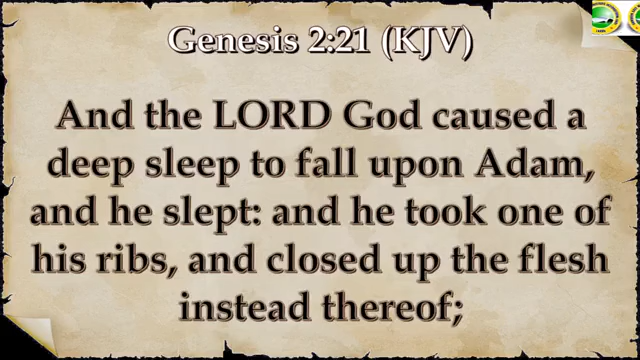 Genesis 2:21 (KJV)
And the LORD God caused a
deep sleep to fall upon Adam,
and he slept: and he took one of
his ribs, and closed up the flesh
instead thereof;